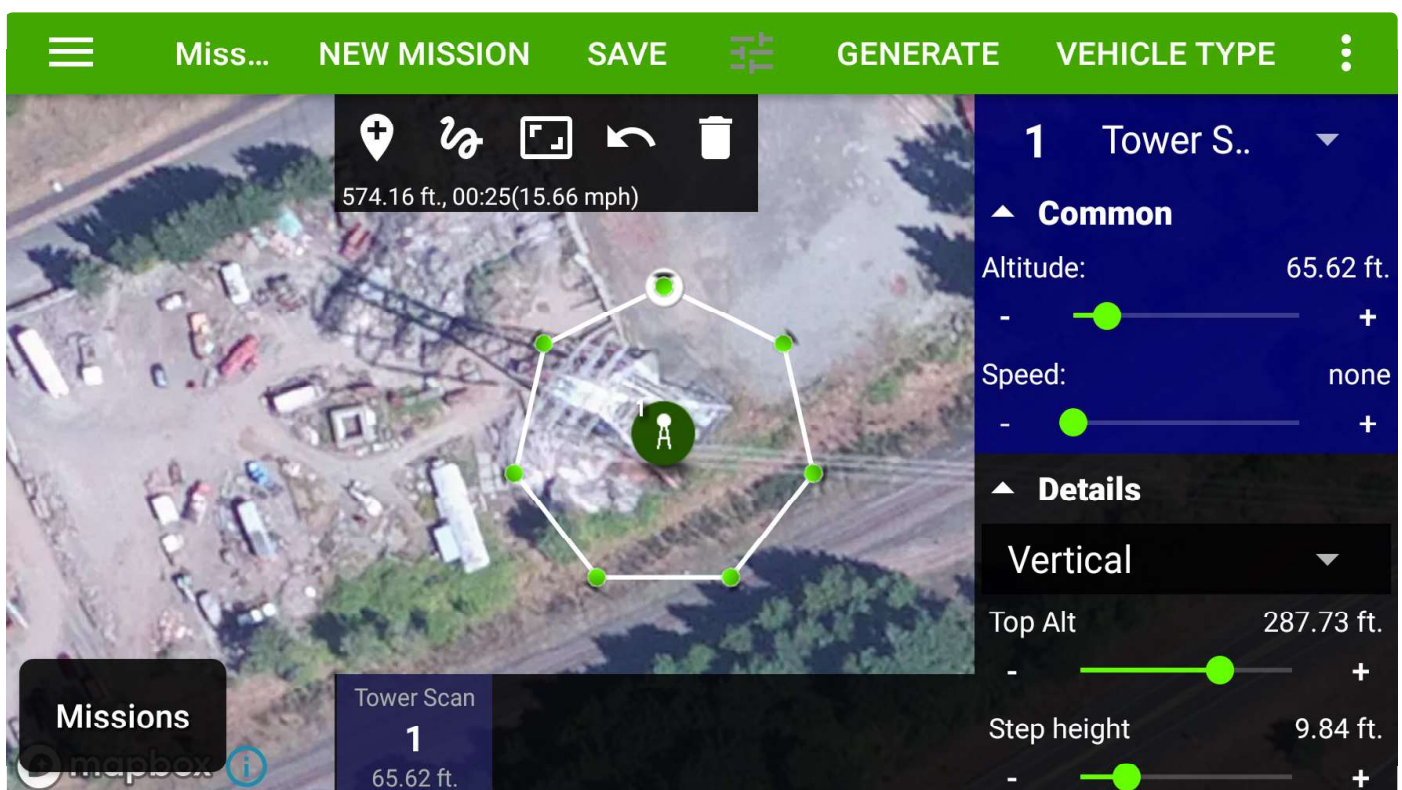 Miss... NEW MISSION SAVE GENERATE VEHICLE TYPE
574.16 ft., 00:25(15.66 mph)
1
1 Tower S..
Common
Altitude: 65.62 ft.
- +
Speed: none
- +
Details
Vertical
Top Alt 287.73 ft.
- +
Step height 9.84 ft.
- +
Missions
mapbox
Tower Scan
1
65.62 ft.